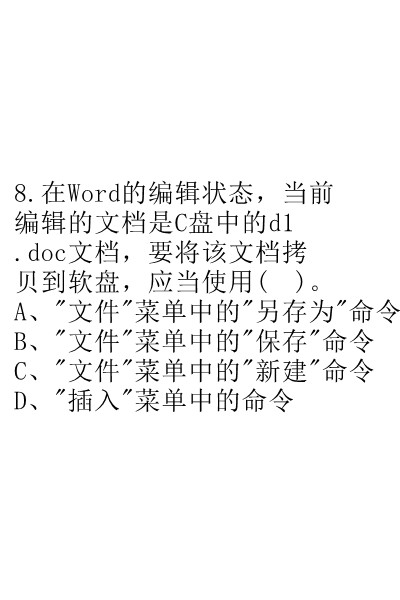 8.在Word的编辑状态，当前
编辑的文档是C盘中的d1
.doc文档，要将该文档拷
贝到软盘，应当使用(  )。
A、"文件"菜单中的"另存为"命令
B、"文件"菜单中的"保存"命令
C、"文件"菜单中的"新建"命令
D、"插入"菜单中的命令